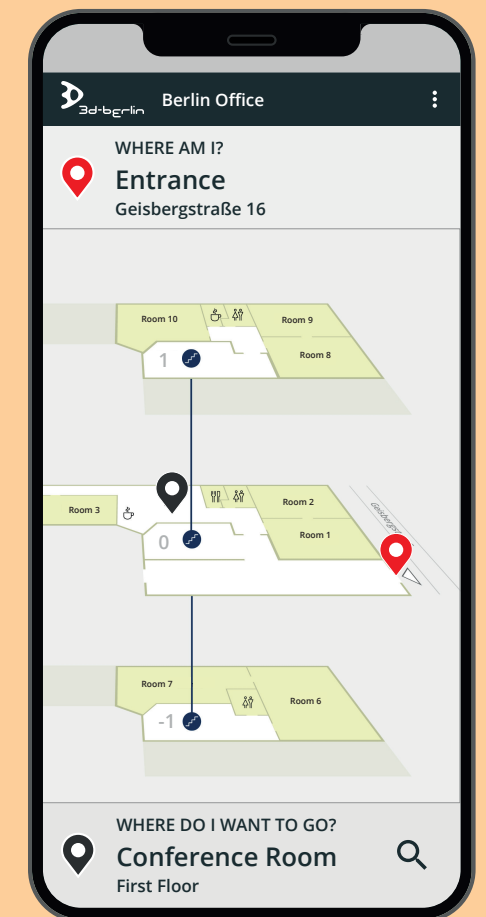 3d-berlin
Berlin Office
WHERE AM I?
Entrance
Geisbergstraße 16
Room 10
Room 9
1
Room 8
Room 3
Room 2
0
Room 1
Room 7
Room 6
-1
WHERE DO I WANT TO GO?
Conference Room
First Floor